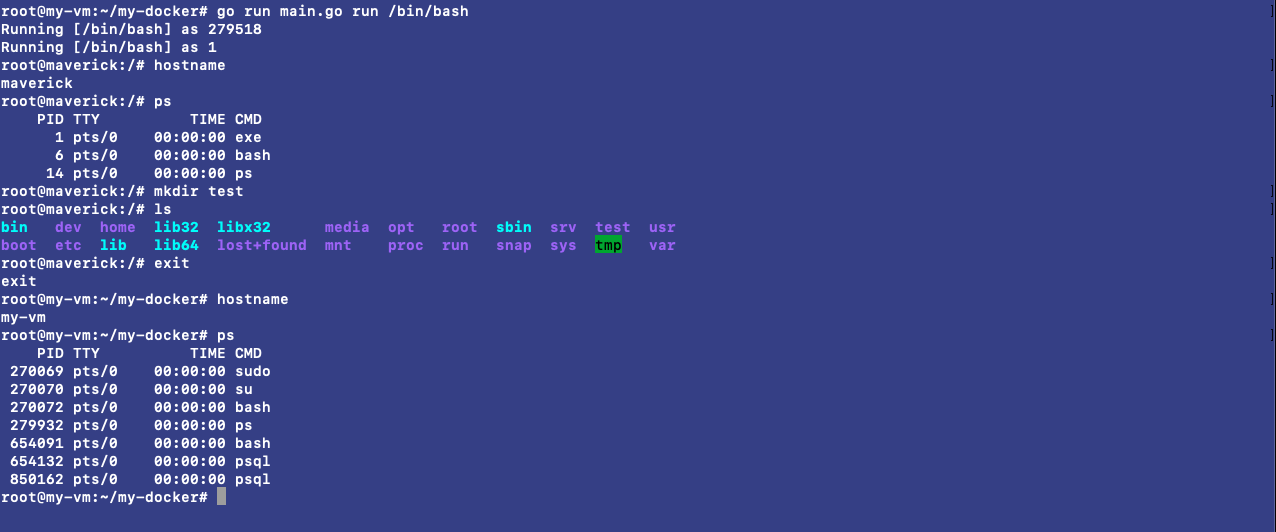 root@my-vm:~/my-docker# go run main.go run /bin/bash ]
Running [/bin/bash] as 279518
Running [/bin/bash] as 1
root@maverick:/# hostname ]
maverick
root@maverick:/# ps ]
PID TTY TIME CMD
1 pts/0 00:00:00 exe
6 pts/0 00:00:00 bash
14 pts/0 00:00:00 ps
root@maverick:/# mkdir test ]
root@maverick:/# ls ]
bin dev home lib32 libx32 media opt root sbin srv test usr
boot etc lib lib64 lost+found mnt proc run snap sys tmp var
root@maverick:/# exit ]
exit
root@my-vm:~/my-docker# hostname ]
my-vm
root@my-vm:~/my-docker# ps ]
PID TTY TIME CMD
270069 pts/0 00:00:00 sudo
270070 pts/0 00:00:00 su
270072 pts/0 00:00:00 bash
279932 pts/0 00:00:00 ps
654091 pts/0 00:00:00 bash
654132 pts/0 00:00:00 psql
850162 pts/0 00:00:00 psql
root@my-vm:~/my-docker#